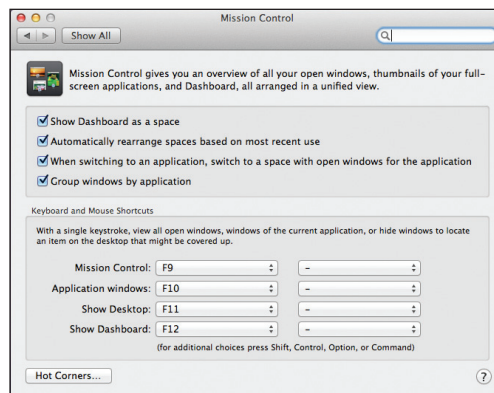 Mission Control
Show All
Mission Control gives you an overview of all your open windows, thumbnails of your full-
screen applications, and Dashboard, all arranged in a unified view.
Show Dashboard as a space
Automatically rearrange spaces based on most recent use
When switching to an application, switch to a space with open windows for the application
Group windows by application
Keyboard and Mouse Shortcuts
With a single keystroke, view all open windows, windows of the current application, or hide windows to locate
an item on the desktop that might be covered up.
Mission Control: F9 –
Application windows: F10 –
Show Desktop: F11 –
Show Dashboard: F12 –
(for additional choices press Shift, Control, Option, or Command)
Hot Corners... ?